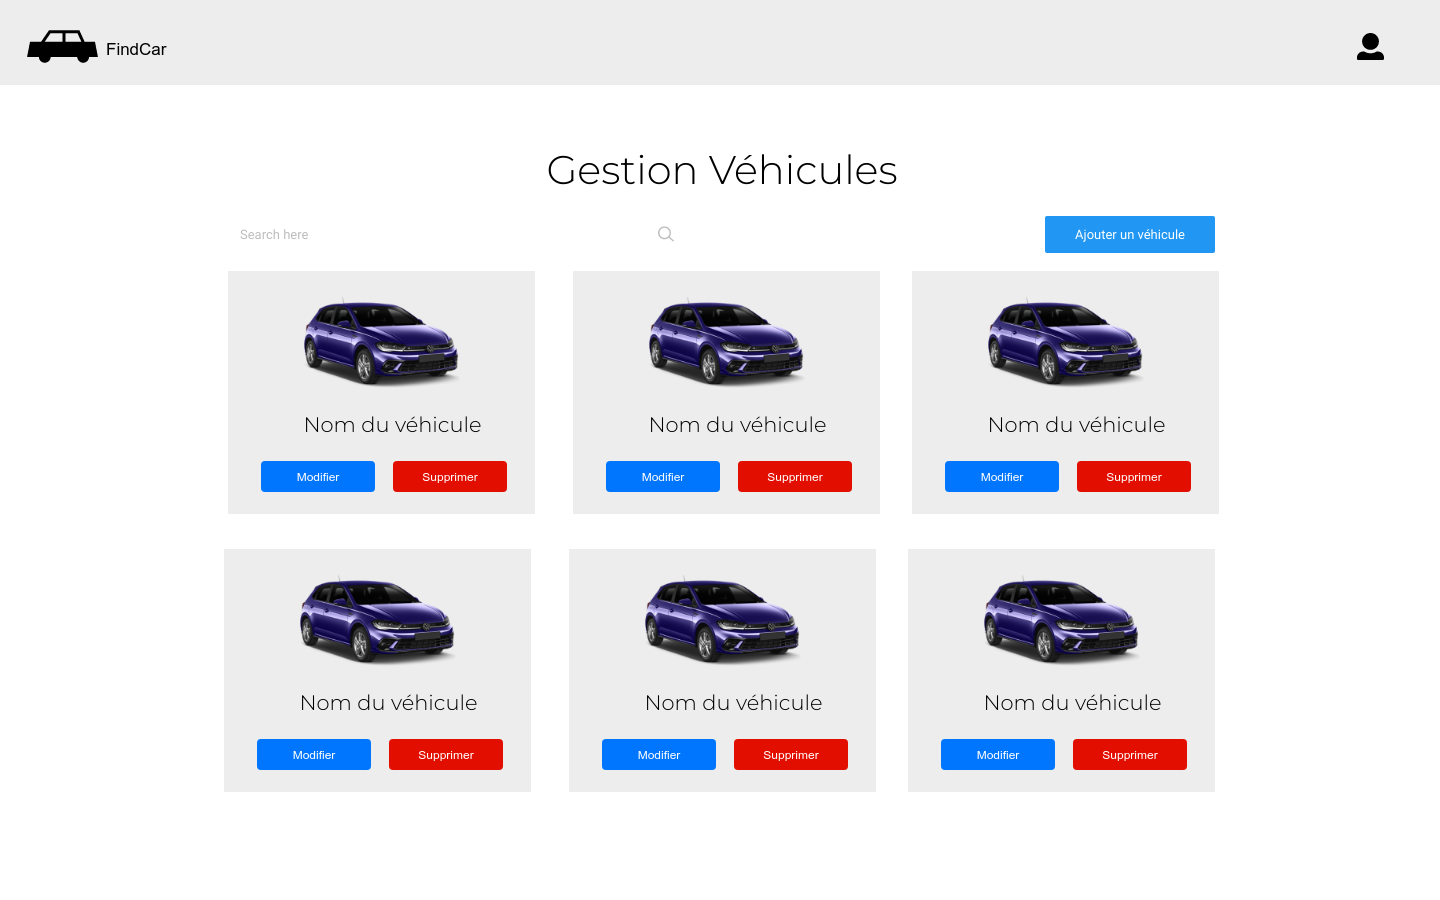 FindCar
Gestion Véhicules
Search here
Ajouter un véhicule
Nom du véhicule
Modifier
Supprimer
Nom du véhicule
Modifier
Supprimer
Nom du véhicule
Modifier
Supprimer
Nom du véhicule
Modifier
Supprimer
Nom du véhicule
Modifier
Supprimer
Nom du véhicule
Modifier
Supprimer